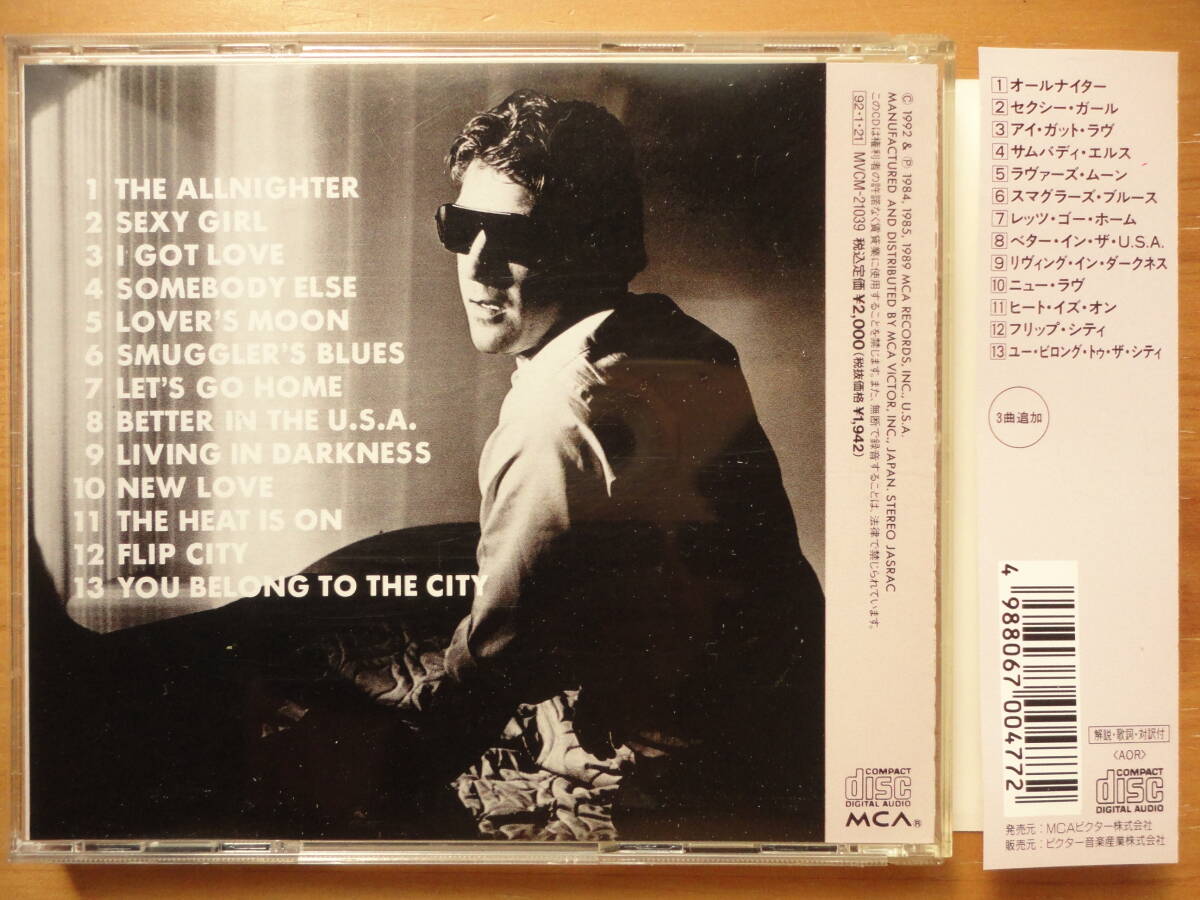 1 THE ALLNIGHTER
2 SEXY GIRL
3 I GOT LOVE
4 SOMEBODY ELSE
5 LOVER'S MOON
6 SMUGGLER'S BLUES
7 LET'S GO HOME
8 BETTER IN THE U.S.A.
9 LIVING IN DARKNESS
10 NEW LOVE
11 THE HEAT IS ON
12 FLIP CITY
13 YOU BELONG TO THE CITY
© 1992 & ℗ 1984, 1985, 1989 MCA RECORDS, INC., U.S.A.
MANUFACTURED AND DISTRIBUTED BY MCA VICTOR, INC., JAPAN. STEREO JASRAC
このCDは権利者の許諾なく賃貸業に使用することを禁じます。また、無断で録音することは、法律で禁じられています。
92・1・21 MVCM-21039 税込定価 ¥2,000(税抜価格 ¥1,942)
COMPACT
disc
DIGITAL AUDIO
MCA®
1 オールナイター
2 セクシー・ガール
3 アイ・ガット・ラヴ
4 サムバディ・エルス
5 ラヴァーズ・ムーン
6 スマグラーズ・ブルース
7 レッツ・ゴー・ホーム
8 ベター・イン・ザ・U.S.A.
9 リヴィング・イン・ダークネス
10 ニュー・ラヴ
11 ヒート・イズ・オン
12 フリップ・シティ
13 ユー・ビロング・トゥ・ザ・シティ
3曲追加
4 988067 004772
解説・歌詞・対訳付
〈AOR〉
COMPACT
disc
DIGITAL AUDIO
発売元:MCAビクター株式会社
販売元:ビクター音楽産業株式会社